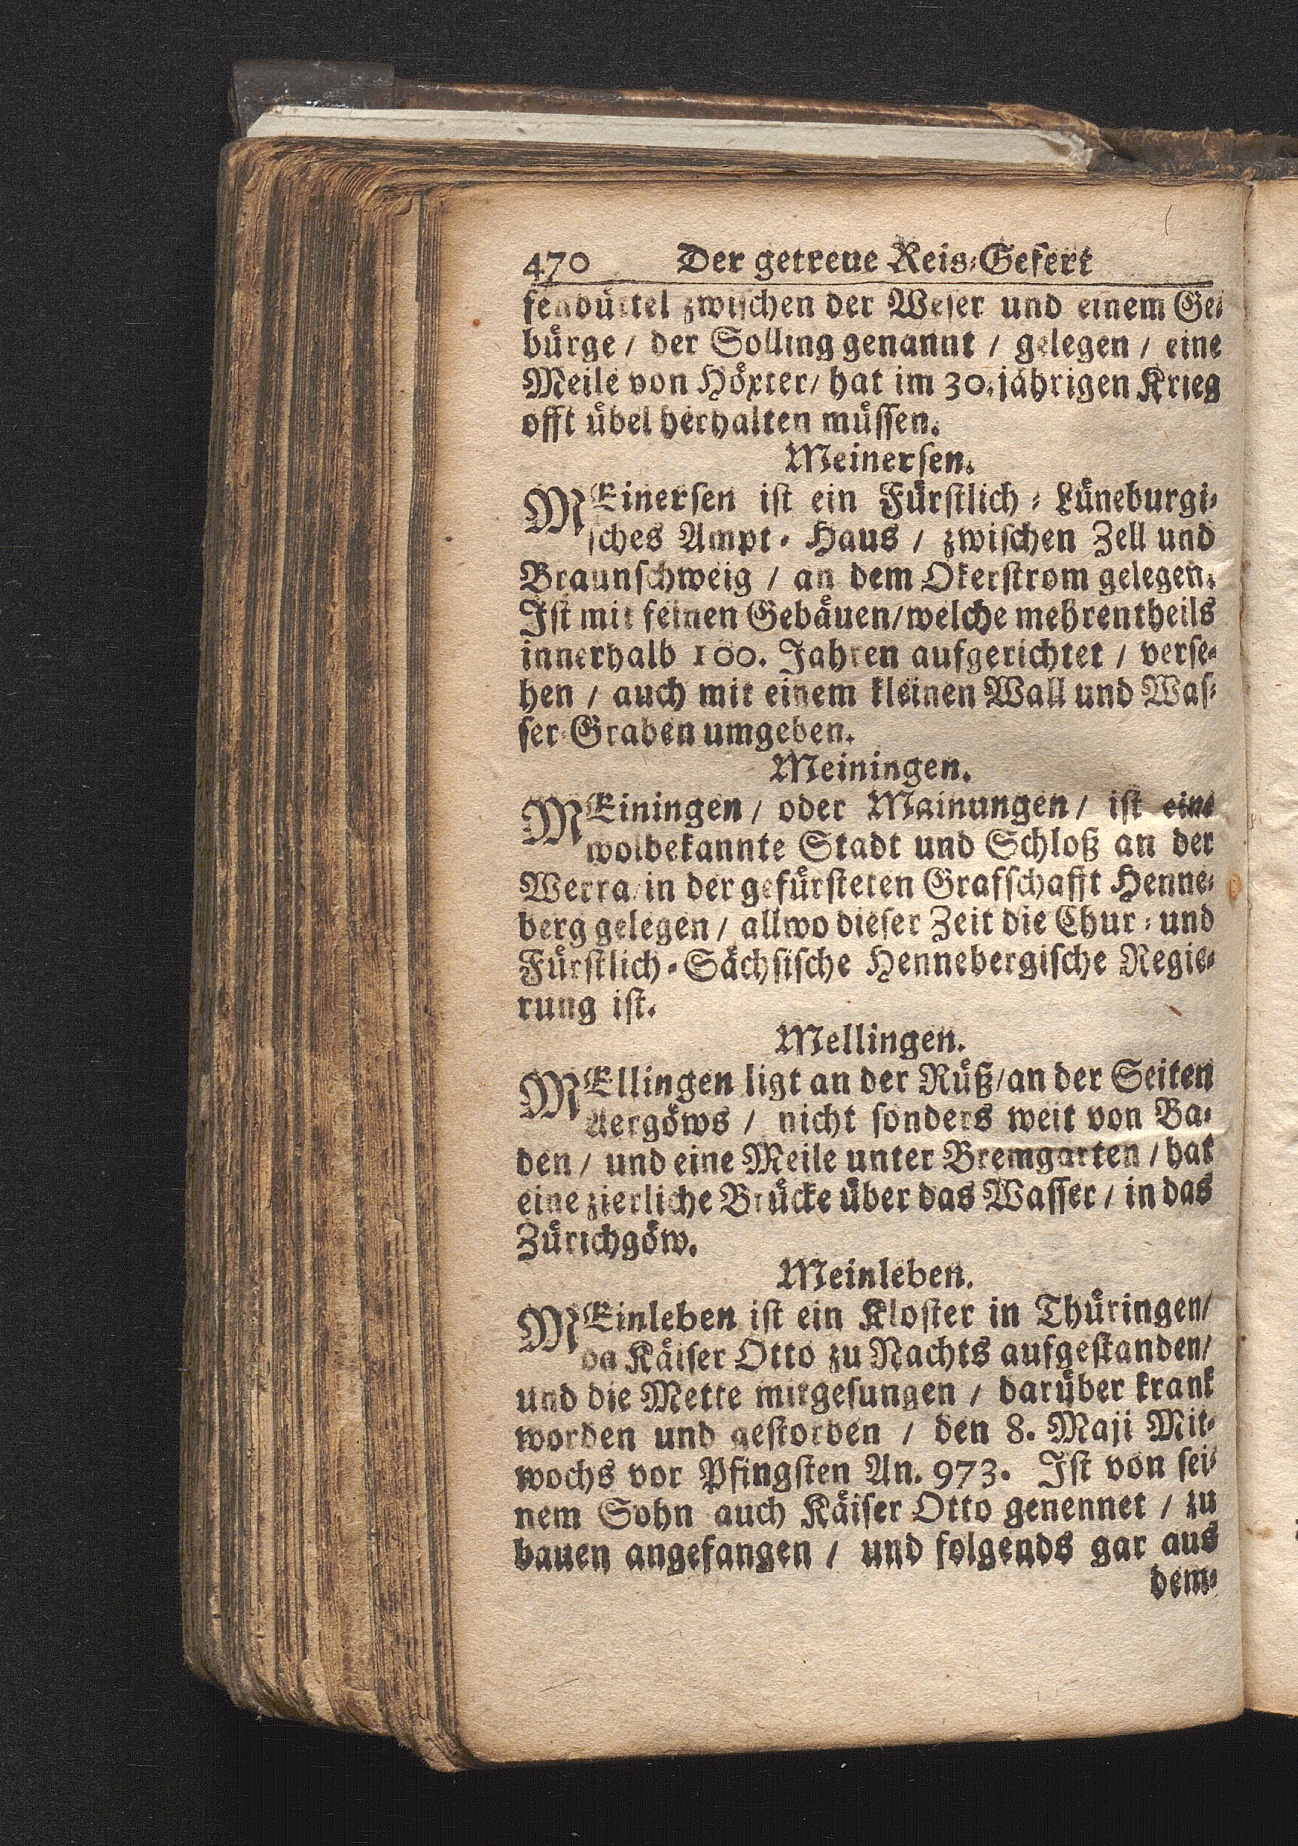 470 Der getreue Reis-Gefert
fenbüttel zwischen der Weser und einem Ge-
bürge / der Solling genannt / gelegen / eine
Meile von Höxter / hat im 30. jährigen Krieg
offt übel herhalten müssen.
Meinersen.
MEinersen ist ein Fürstlich-Lüneburgi-
sches Ampt-Haus / zwischen Zell und
Braunschweig / an dem Okerstrom gelegen.
Ist mit feinen Gebäuen / welche mehrentheils
innerhalb 100. Jahren aufgerichtet / verse-
hen / auch mit einem kleinen Wall und Was-
ser-Graben umgeben.
Meiningen.
MEiningen / oder Mainungen / ist eine
wolbekannte Stadt und Schloß an der
Werra / in der gefürsteten Grafschafft Henne-
berg gelegen / allwo dieser Zeit die Chur- und
Fürstlich-Sächsische Hennebergische Regie-
rung ist.
Mellingen.
MEllingen ligt an der Rüß / an der Seiten
Aergöws / nicht sonders weit von Ba-
den / und eine Meile unter Bremgarten / hat
eine zierliche Brücke über das Wasser / in das
Zürichgöw.
Meinleben.
MEinleben ist ein Kloster in Thüringen /
da Käiser Otto zu Nachts aufgestanden /
und die Mette mitgesungen / darüber krank
worden und gestorben / den 8. Maji Mit-
wochs vor Pfingsten An. 973. Ist von sei-
nem Sohn auch Käiser Otto genennet / zu
bauen angefangen / und folgends gar aus
dem-